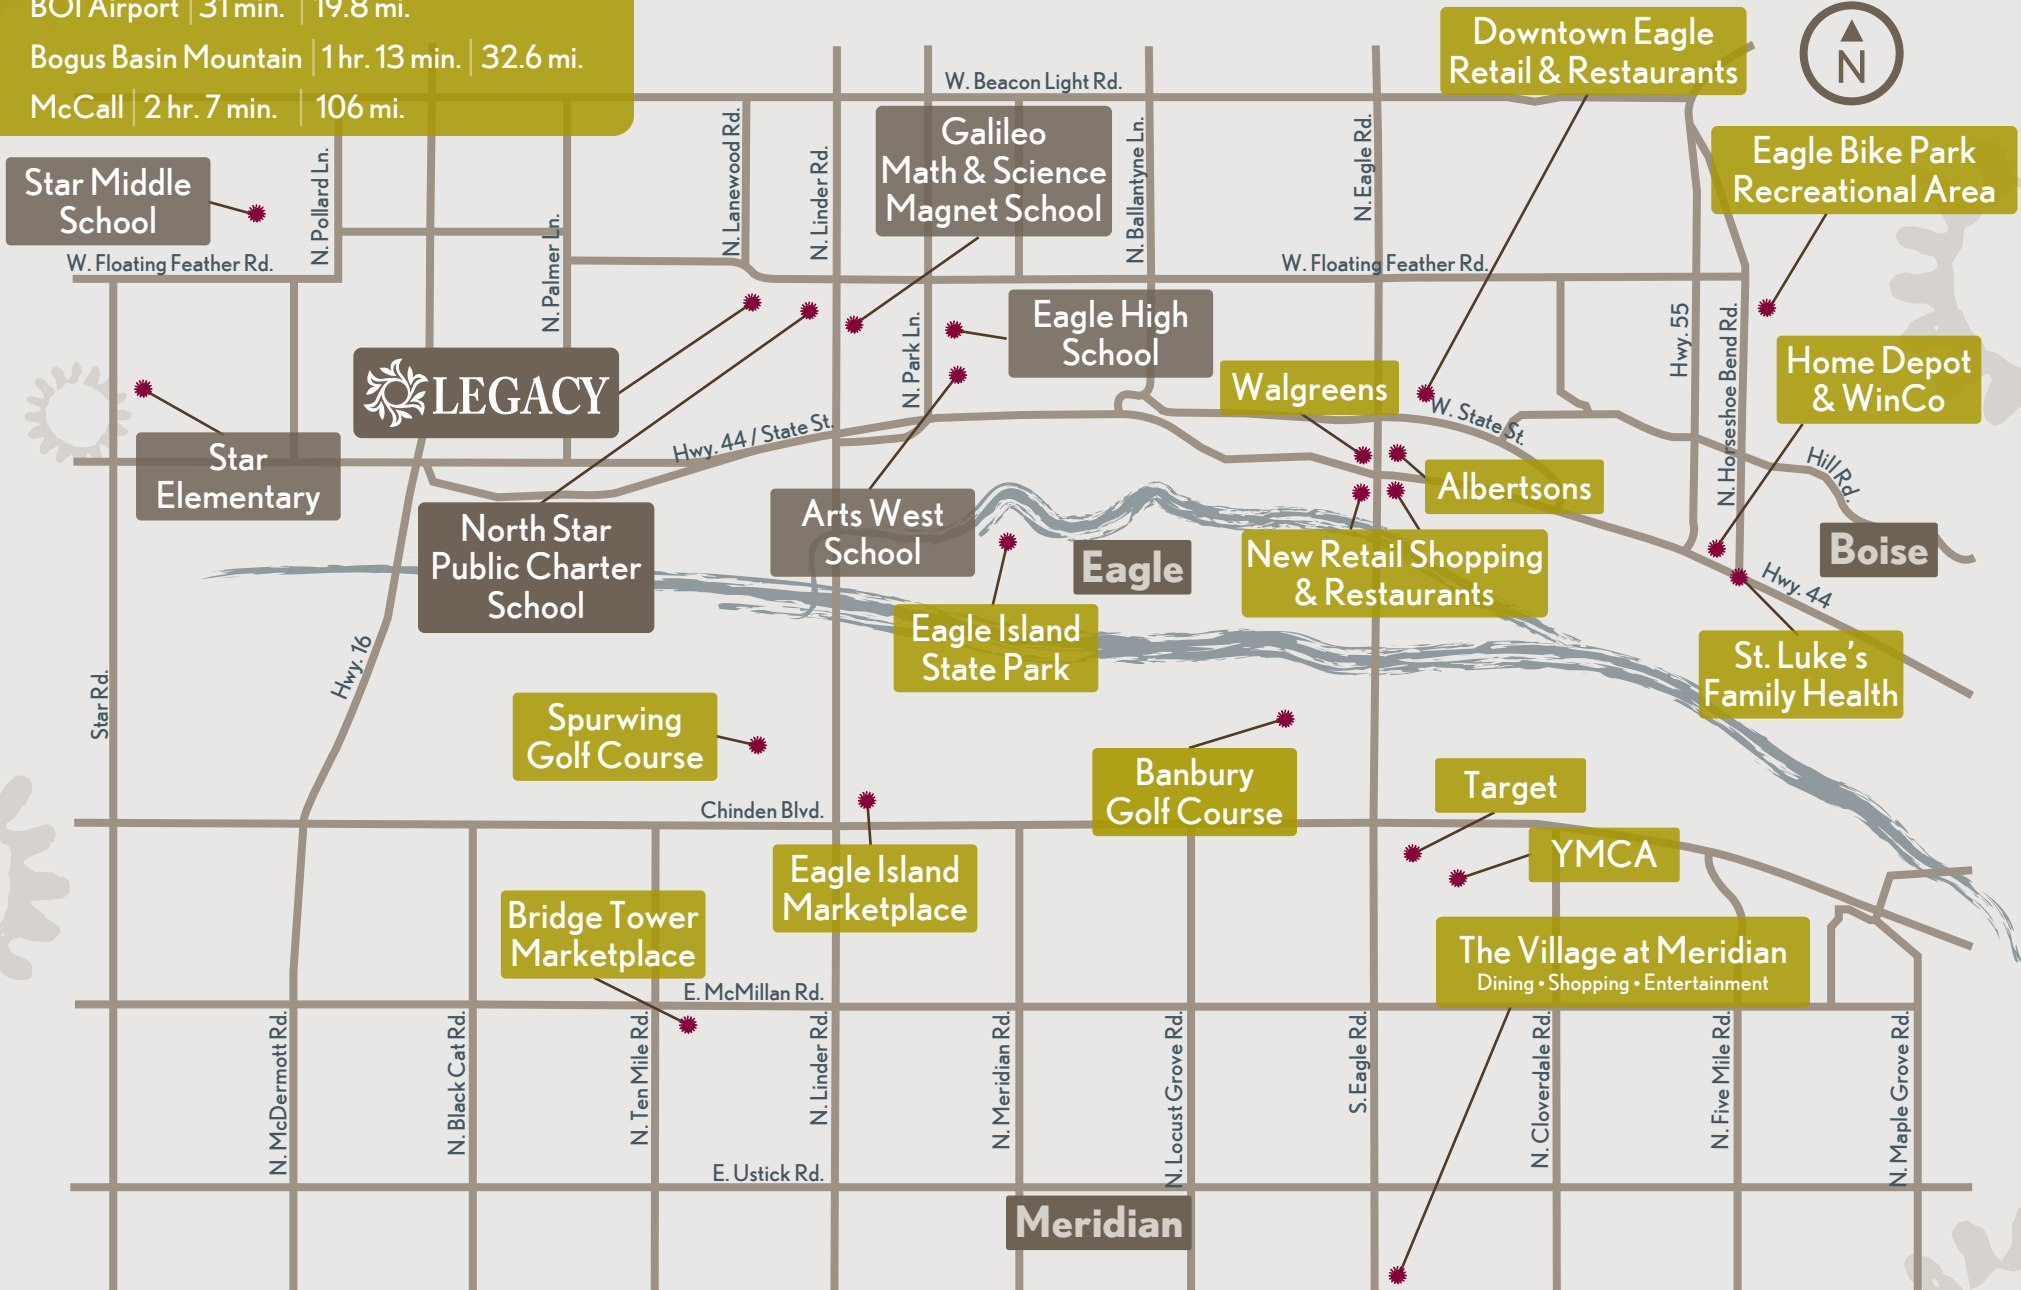 BOI Airport | 31 min. | 19.8 mi.
Bogus Basin Mountain | 1 hr. 13 min. | 32.6 mi.
McCall | 2 hr. 7 min. | 106 mi.
Downtown Eagle
Retail & Restaurants
N
W. Beacon Light Rd.
Galileo
Math & Science
Magnet School
Eagle Bike Park
Recreational Area
Star Middle
School
N. Pollard Ln.
N. Palmer Ln.
N. Lanewood Rd.
N. Linder Rd.
N. Ballantyne Ln.
N. Eagle Rd.
W. Floating Feather Rd.
W. Floating Feather Rd.
Eagle High
School
N. Park Ln.
Hwy. 55
N. Horseshoe Bend Rd.
Home Depot
& WinCo
LEGACY
Walgreens
W. State St.
Hwy. 44 / State St.
Star
Elementary
Hill Rd.
Albertsons
North Star
Public Charter
School
Arts West
School
Eagle
New Retail Shopping
& Restaurants
Boise
Hwy. 44
Eagle Island
State Park
St. Luke's
Family Health
Star Rd.
Hwy. 16
Spurwing
Golf Course
Banbury
Golf Course
Target
Chinden Blvd.
YMCA
Eagle Island
Marketplace
Bridge Tower
Marketplace
The Village at Meridian
Dining • Shopping • Entertainment
E. McMillan Rd.
N. McDermott Rd.
N. Black Cat Rd.
N. Ten Mile Rd.
N. Linder Rd.
N. Meridian Rd.
N. Locust Grove Rd.
S. Eagle Rd.
N. Cloverdale Rd.
N. Five Mile Rd.
N. Maple Grove Rd.
E. Ustick Rd.
Meridian